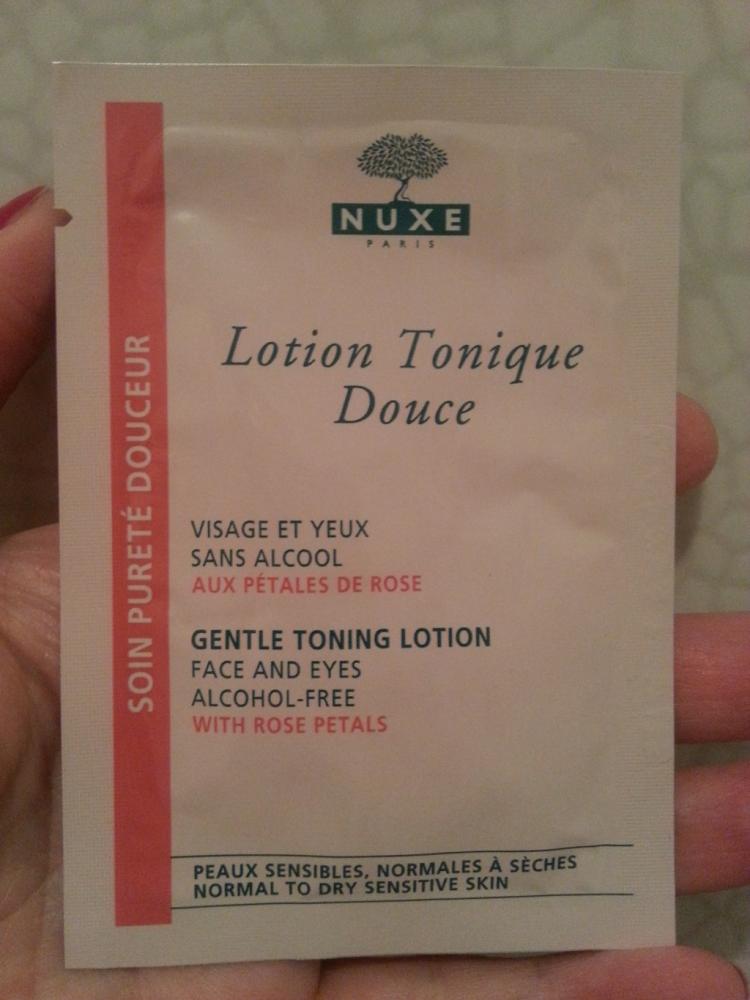 NUXE
PARIS
Lotion Tonique
Douce
SOIN PURETÉ DOUCEUR
VISAGE ET YEUX
SANS ALCOOL
AUX PÉTALES DE ROSE
GENTLE TONING LOTION
FACE AND EYES
ALCOHOL-FREE
WITH ROSE PETALS
PEAUX SENSIBLES, NORMALES À SÈCHES
NORMAL TO DRY SENSITIVE SKIN